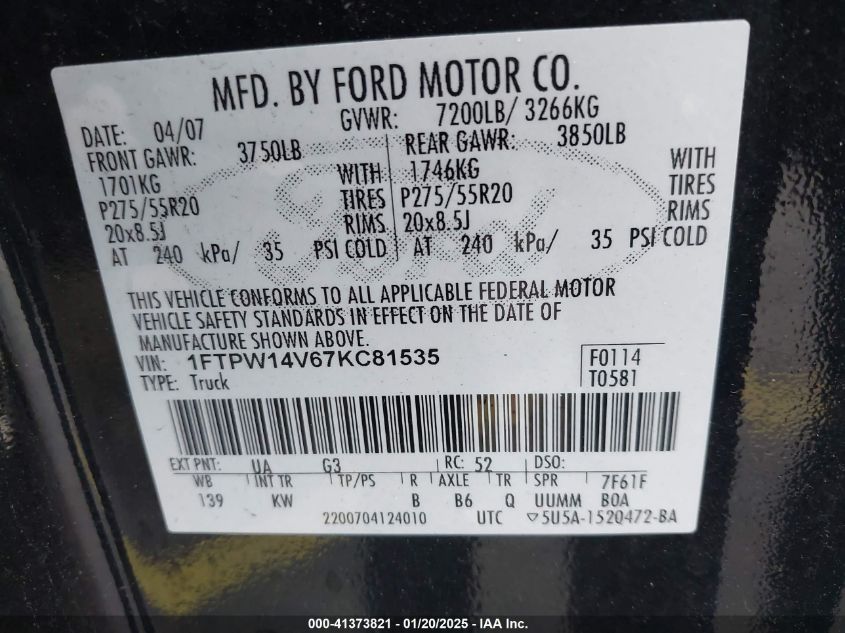 MFD. BY FORD MOTOR CO.
DATE: 04/07 GVWR: 7200LB/ 3266KG
FRONT GAWR: 3750LB REAR GAWR: 3850LB
1701KG WITH 1746KG WITH
P275/55R20 TIRES P275/55R20 TIRES
20x8.5J RIMS 20x8.5J RIMS
AT 240 kPa/ 35 PSI COLD AT 240 kPa/ 35 PSI COLD
THIS VEHICLE CONFORMS TO ALL APPLICABLE FEDERAL MOTOR
VEHICLE SAFETY STANDARDS IN EFFECT ON THE DATE OF
MANUFACTURE SHOWN ABOVE.
VIN: 1FTPW14V67KC81535 F0114
TYPE: Truck T0581
EXT PNT: UA G3 RC: 52 DSO:
WB INT TR TP/PS R AXLE TR SPR 7F61F
139 KW B B6 Q UUMM BOA
2200704124010 UTC ▽5U5A-1520472-BA
000-41373821 / 01/20/2025 - IAA Inc.